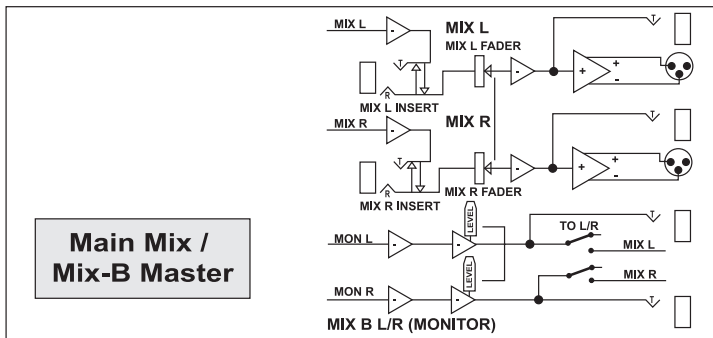 MIX L
MIX L
MIX L FADER
T
+
+
-
-
-
T
R
MIX L INSERT
MIX R
MIX R
T
-
-
+
+
-
-
T
R
MIX R INSERT
MIX R FADER
Main Mix /
Mix-B Master
LEVEL
TO L/R
T
MON L
-
-
MIX L
LEVEL
MIX R
MON R
-
-
T
MIX B L/R (MONITOR)